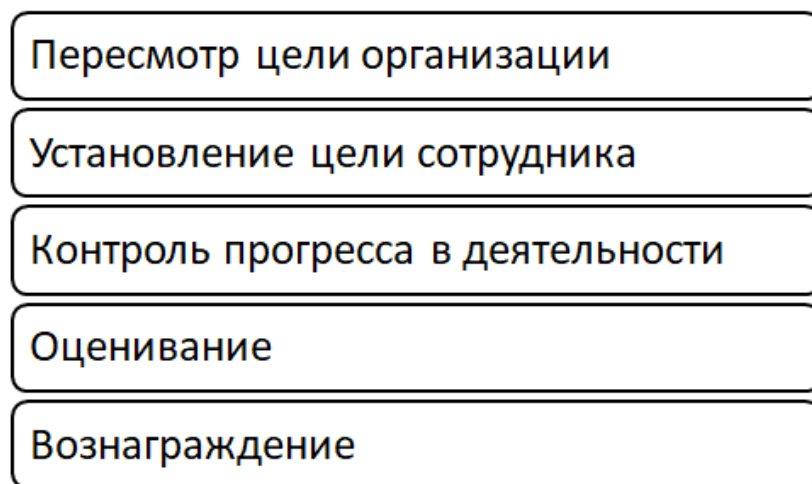 Пересмотр цели организации
Установление цели сотрудника
Контроль прогресса в деятельности
Оценивание
Вознаграждение